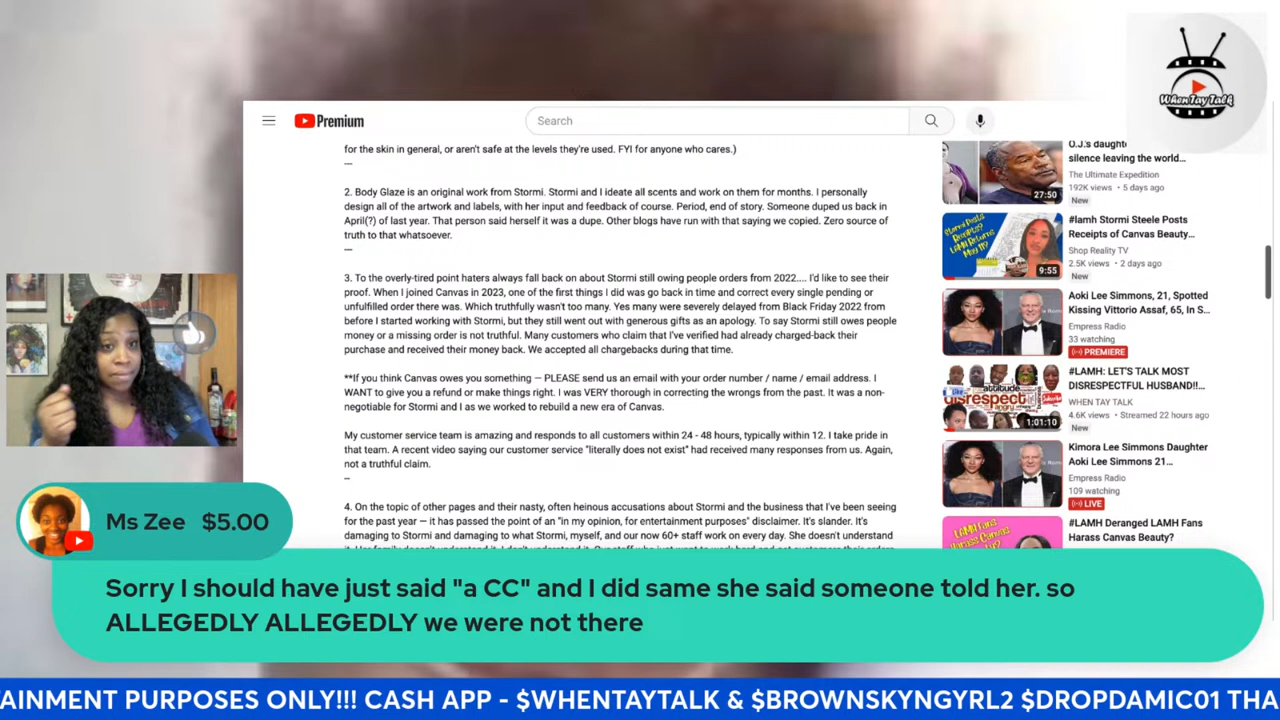 WhenTayTalk
Premium
Search
for the skin in general, or aren't safe at the levels they're used. FYI for anyone who cares.)
---
2. Body Glaze is an original work from Stormi. Stormi and I ideate all scents and work on them for months. I personally
design all of the artwork and labels, with her input and feedback of course. Period, end of story. Someone duped us back in
April(?) of last year. That person said herself it was a dupe. Other blogs have run with that saying we copied. Zero source of
truth to that whatsoever.
---
3. To the overly-tired point haters always fall back on about Stormi still owing people orders from 2022.... I'd like to see their
proof. When I joined Canvas in 2023, one of the first things I did was go back in time and correct every single pending or
unfulfilled order there was. Which truthfully wasn't too many. Yes many were severely delayed from Black Friday 2022 from
before I started working with Stormi, but they still went out with generous gifts as an apology. To say Stormi still owes people
money or a missing order is not truthful. Many customers who claim that I've verified had already charged-back their
purchase and received their money back. We accepted all chargebacks during that time.
**If you think Canvas owes you something — PLEASE send us an email with your order number / name / email address. I
WANT to give you a refund or make things right. I was VERY thorough in correcting the wrongs from the past. It was a non-
negotiable for Stormi and I as we worked to rebuild a new era of Canvas.
My customer service team is amazing and responds to all customers within 24 - 48 hours, typically within 12. I take pride in
that team. A recent video saying our customer service "literally does not exist" had received many responses from us. Again,
not a truthful claim.
--
4. On the topic of other pages and their nasty, often heinous accusations about Stormi and the business that I've been seeing
for the past year — it has passed the point of an "in my opinion, for entertainment purposes" disclaimer. It's slander. It's
damaging to Stormi and damaging to what Stormi, myself, and our now 60+ staff work on every day. She doesn't understand
O.J.'s daught
silence leaving the world...
The Ultimate Expedition
192K views • 5 days ago
New
27:50
#lamh Stormi Steele Posts
Receipts of Canvas Beauty...
Shop Reality TV
2.5K views • 2 days ago
New
9:55
Aoki Lee Simmons, 21, Spotted
Kissing Vittorio Assaf, 65, In S...
Empress Radio
33 watching
PREMIERE
#LAMH: LET'S TALK MOST
DISRESPECTFUL HUSBAND!!...
WHEN TAY TALK
4.6K views • Streamed 22 hours ago
New
attitude
disrespect
1:01:10
Kimora Lee Simmons Daughter
Aoki Lee Simmons 21...
Empress Radio
109 watching
LIVE
#LAMH Deranged LAMH Fans
Harass Canvas Beauty?
LAMH Fans
Ms Zee $5.00
Sorry I should have just said "a CC" and I did same she said someone told her. so
ALLEGEDLY ALLEGEDLY we were not there
TAINMENT PURPOSES ONLY!!! CASH APP - $WHENTAYTALK & $BROWNSKYNGYRL2 $DROPDAMIC01 THA